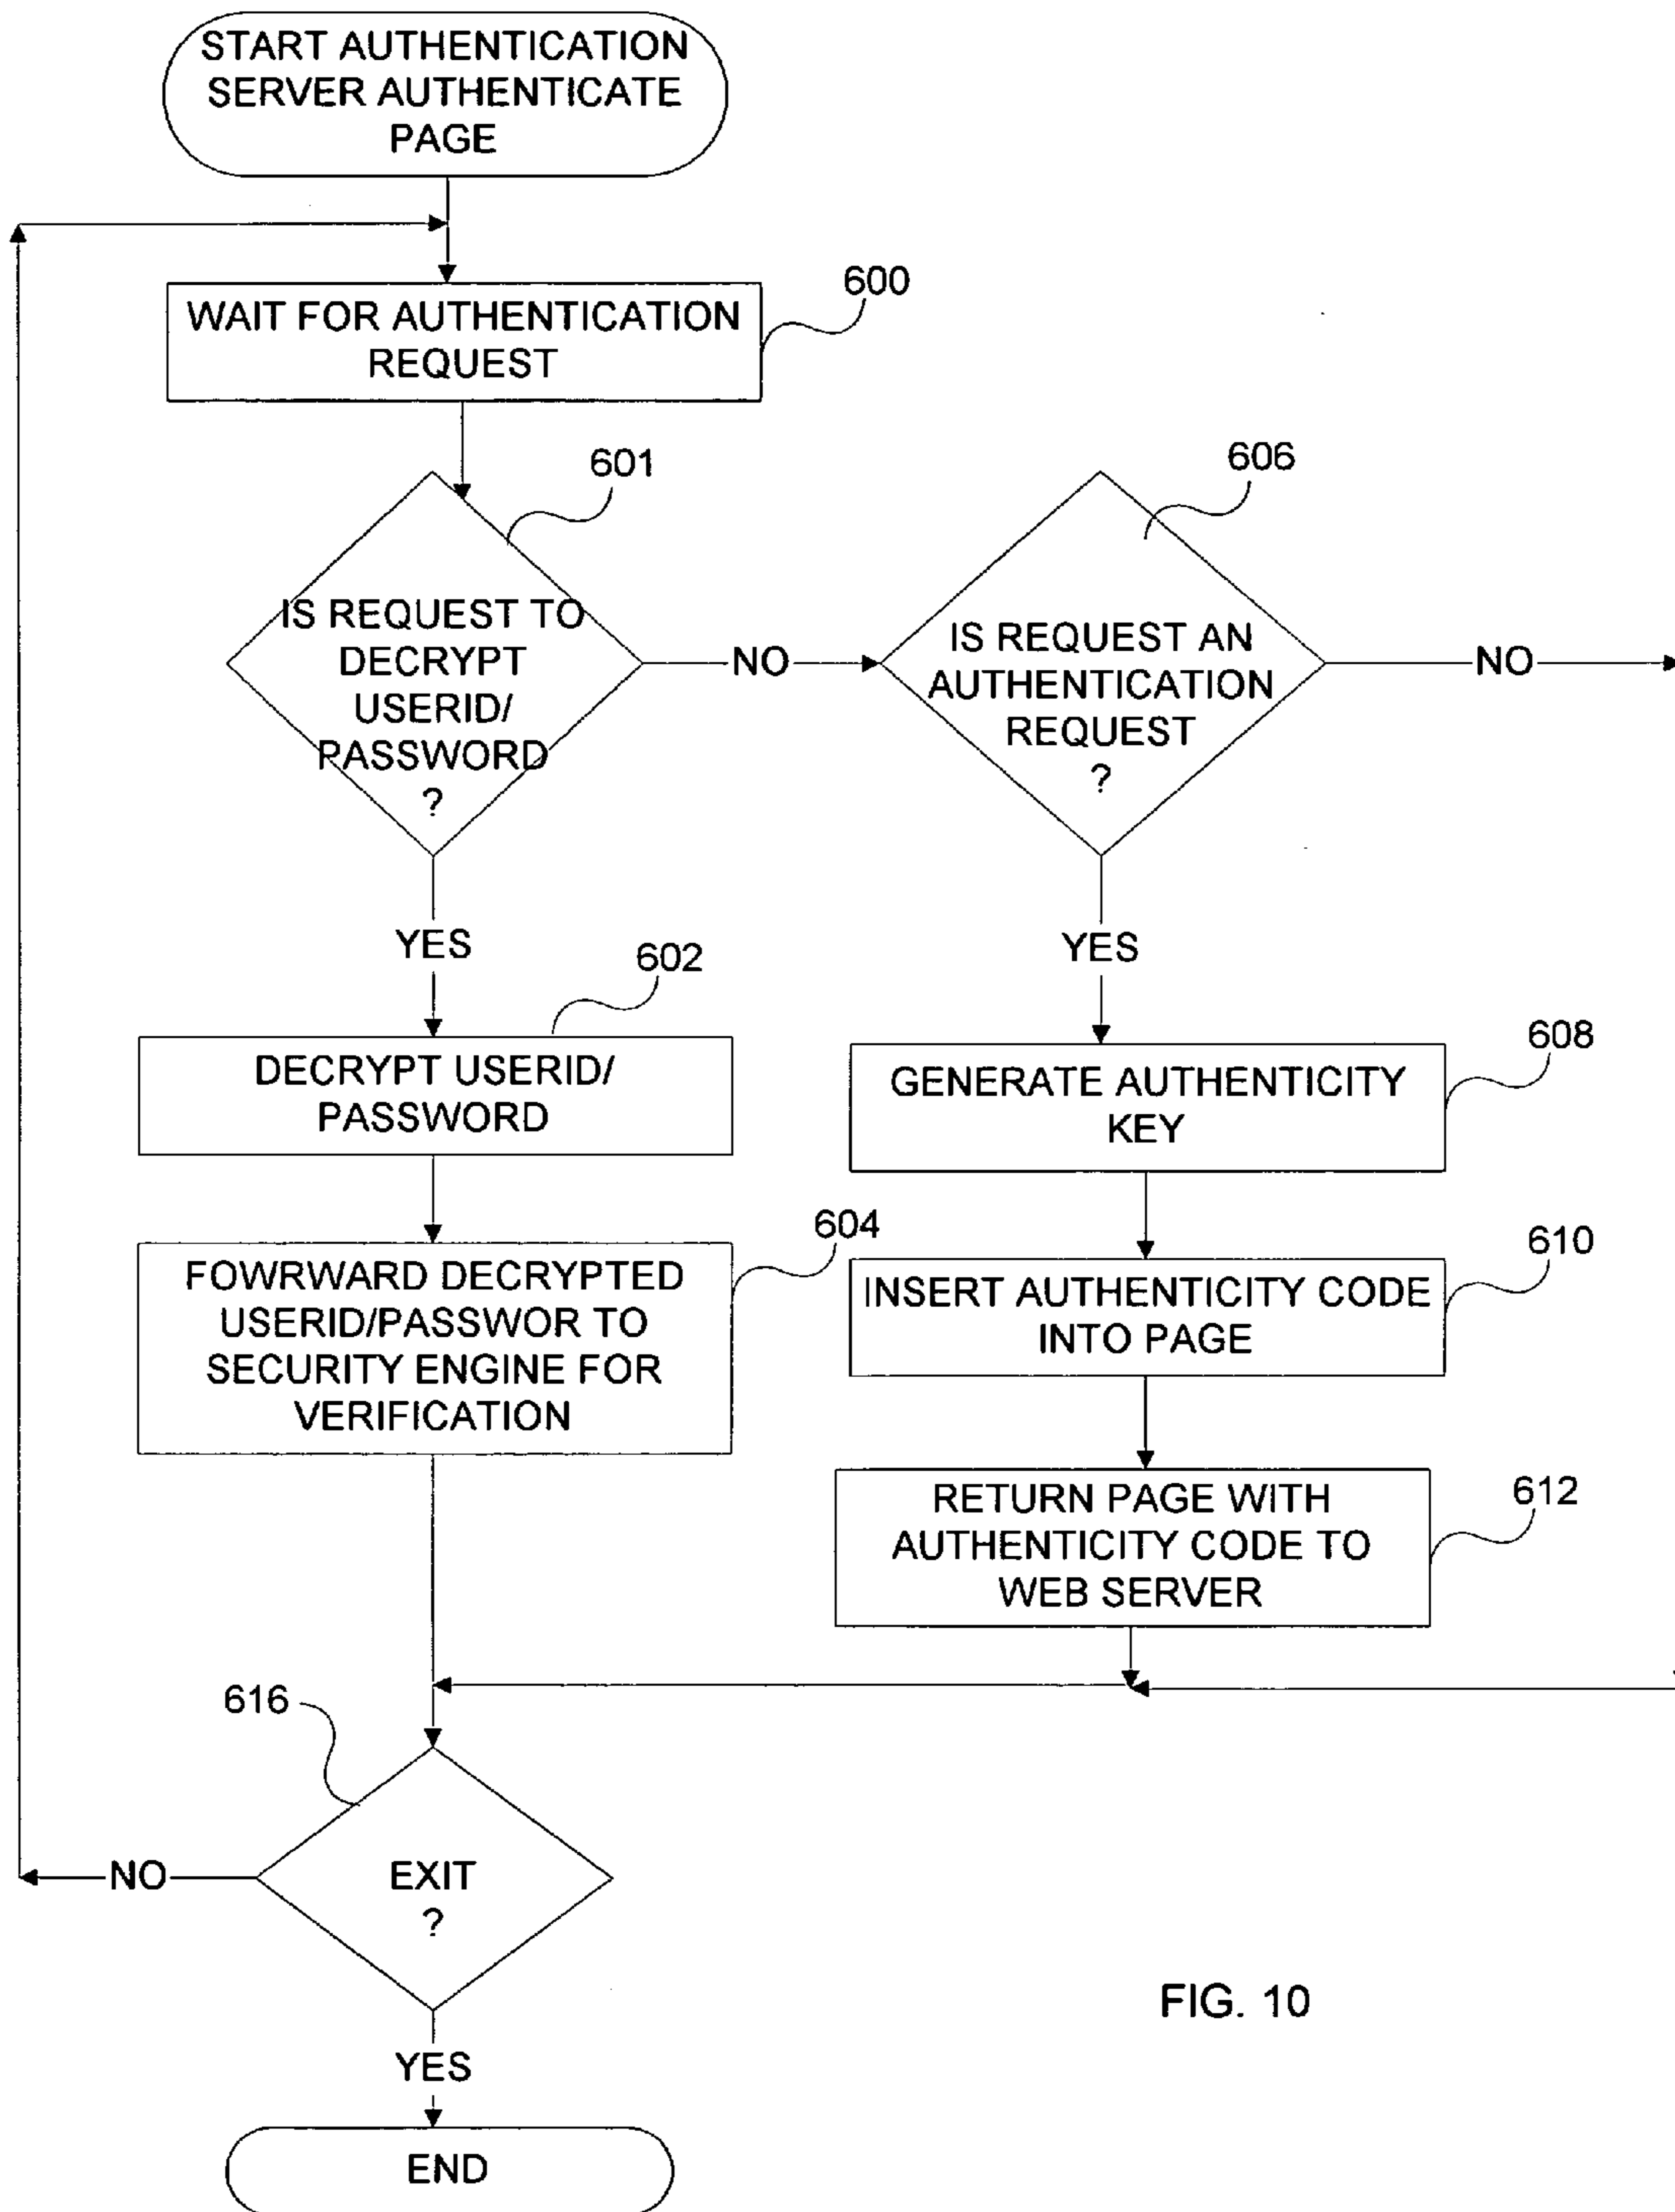 START AUTHENTICATION
SERVER AUTHENTICATE
PAGE
600
WAIT FOR AUTHENTICATION
REQUEST
601
606
IS REQUEST TO
DECRYPT
USERID/
PASSWORD
?
NO
IS REQUEST AN
AUTHENTICATION
REQUEST
?
NO
YES
YES
602
DECRYPT USERID/
PASSWORD
608
GENERATE AUTHENTICITY
KEY
604
FOWRWARD DECRYPTED
USERID/PASSWOR TO
SECURITY ENGINE FOR
VERIFICATION
610
INSERT AUTHENTICITY CODE
INTO PAGE
612
RETURN PAGE WITH
AUTHENTICITY CODE TO
WEB SERVER
616
NO
EXIT
?
YES
END
FIG. 10